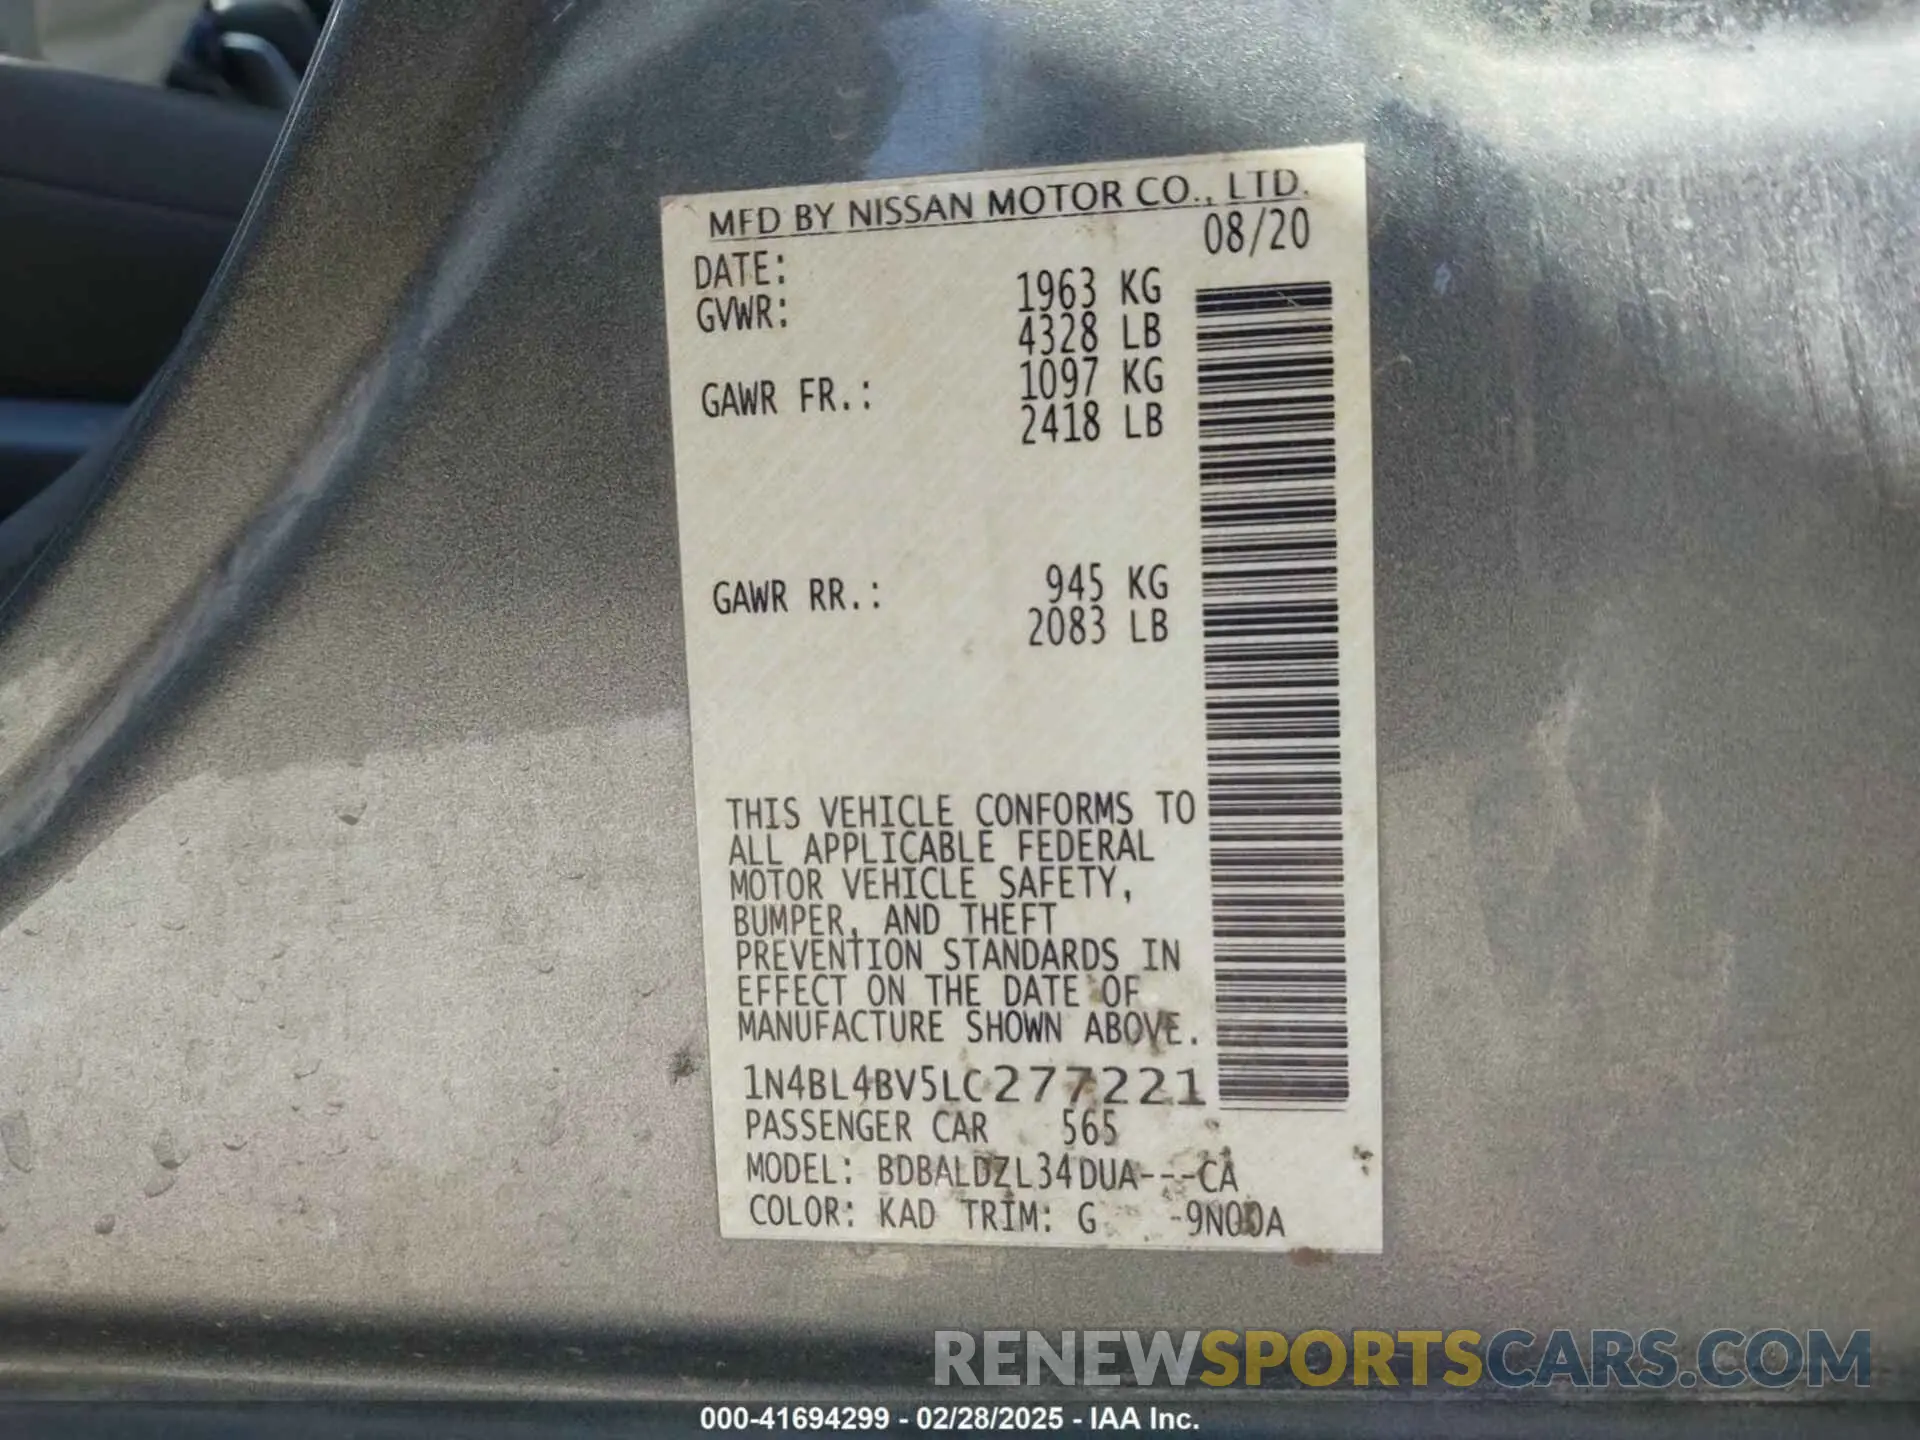 MFD BY NISSAN MOTOR CO., LTD.
DATE: 08/20
GVWR: 1963 KG
4328 LB
GAWR FR.: 1097 KG
2418 LB
GAWR RR.: 945 KG
2083 LB
THIS VEHICLE CONFORMS TO
ALL APPLICABLE FEDERAL
MOTOR VEHICLE SAFETY,
BUMPER, AND THEFT
PREVENTION STANDARDS IN
EFFECT ON THE DATE OF
MANUFACTURE SHOWN ABOVE.
1N4BL4BV5LC277221
PASSENGER CAR 565
MODEL: BDBALDZL34DUA---CA
COLOR: KAD TRIM: G -9N00A
RENEWSPORTSCARS.COM
000-41694299 - 02/28/2025 - IAA Inc.